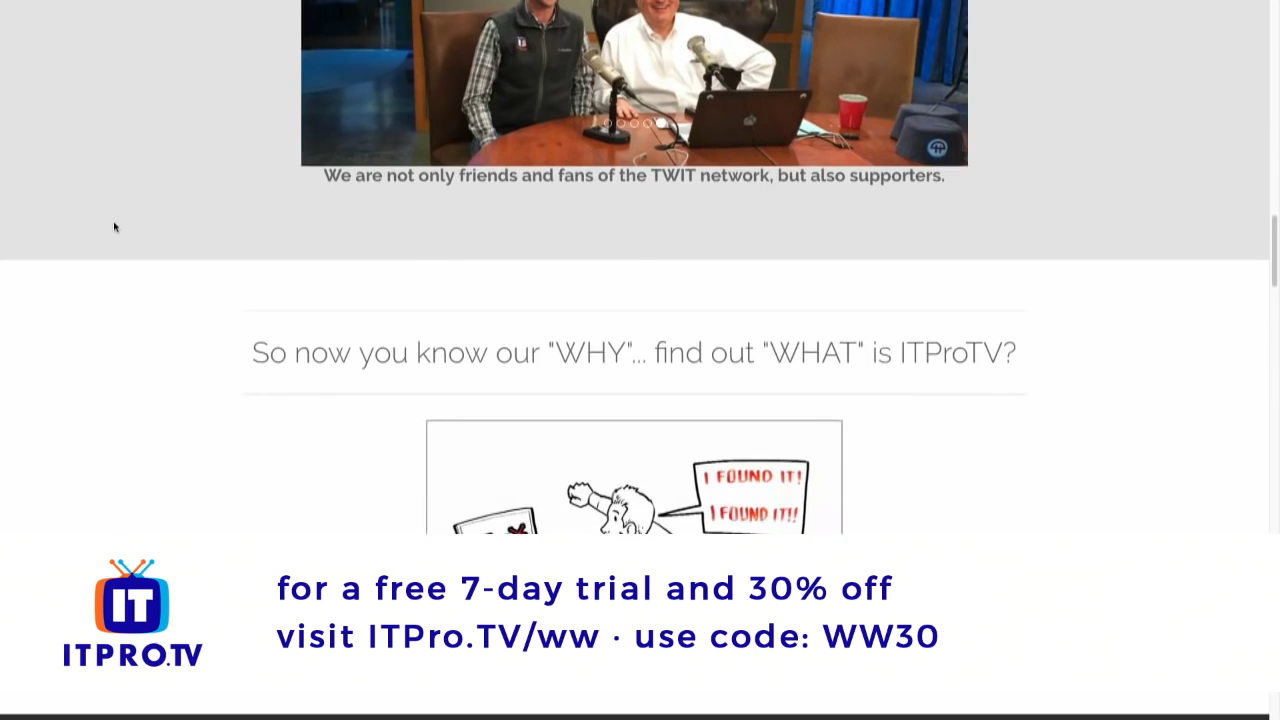 We are not only friends and fans of the TWIT network, but also supporters.
So now you know our "WHY"... find out "WHAT" is ITProTV?
I FOUND IT!
I FOUND IT!!
IT
ITPRO.TV
for a free 7-day trial and 30% off
visit ITPro.TV/ww · use code: WW30